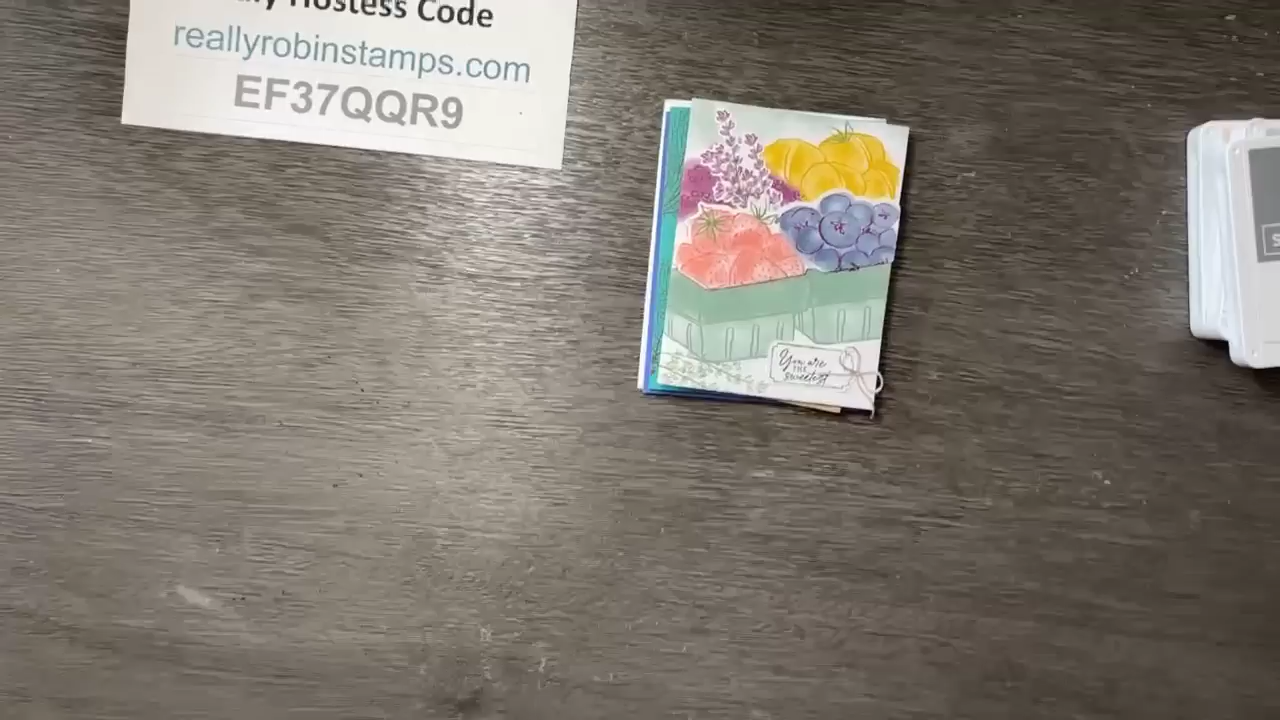 Hostess Code
reallyrobinstamps.com
EF37QQR9
You are
THE
sweetest